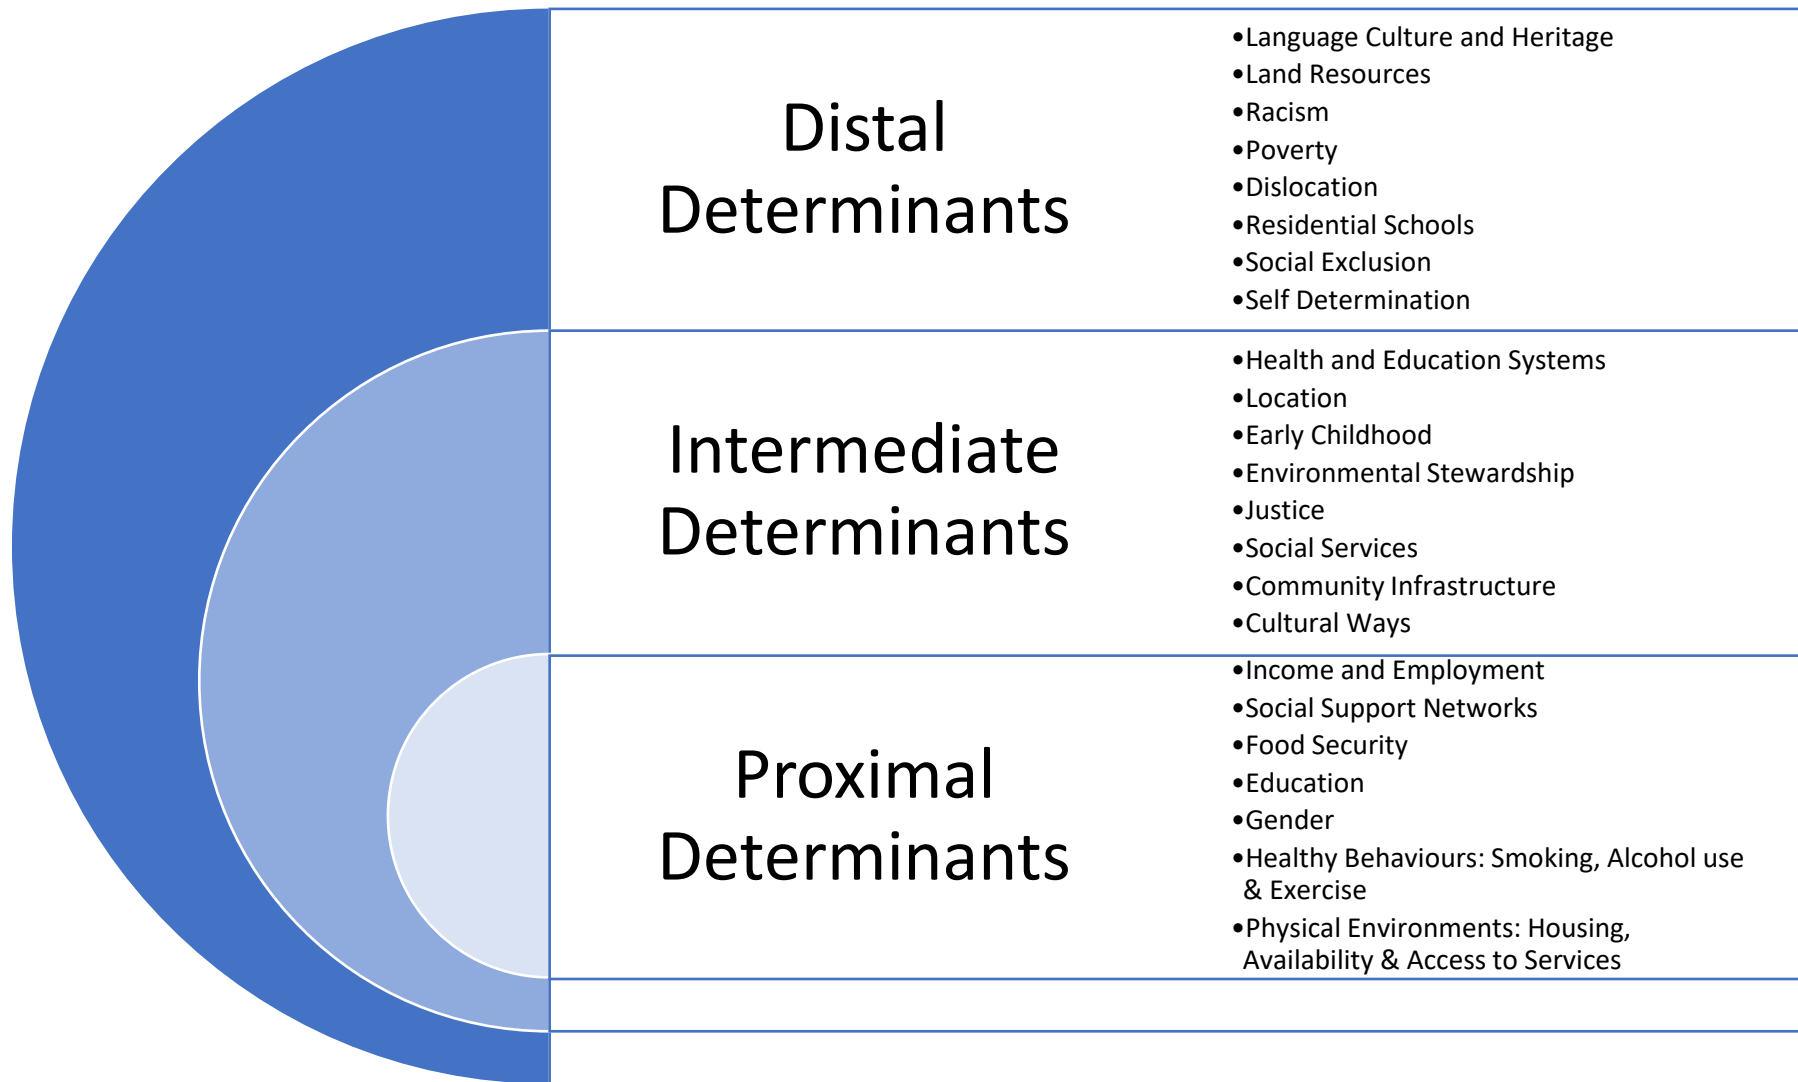 Distal
Determinants
•Language Culture and Heritage
•Land Resources
•Racism
•Poverty
•Dislocation
•Residential Schools
•Social Exclusion
•Self Determination
Intermediate
Determinants
•Health and Education Systems
•Location
•Early Childhood
•Environmental Stewardship
•Justice
•Social Services
•Community Infrastructure
•Cultural Ways
Proximal
Determinants
•Income and Employment
•Social Support Networks
•Food Security
•Education
•Gender
•Healthy Behaviours: Smoking, Alcohol use
& Exercise
•Physical Environments: Housing,
Availability & Access to Services